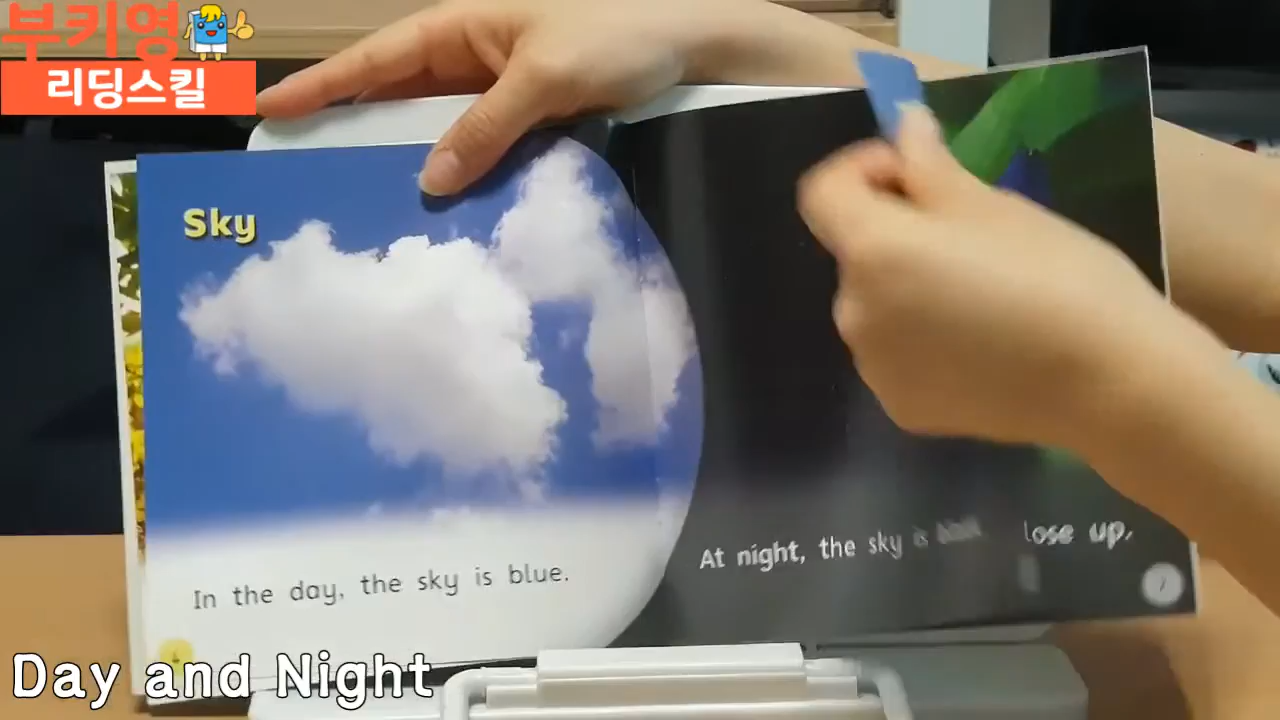 부키영
리딩스킬
Sky
In the day, the sky is blue.
At night, the sky is
lose up.
Day and Night